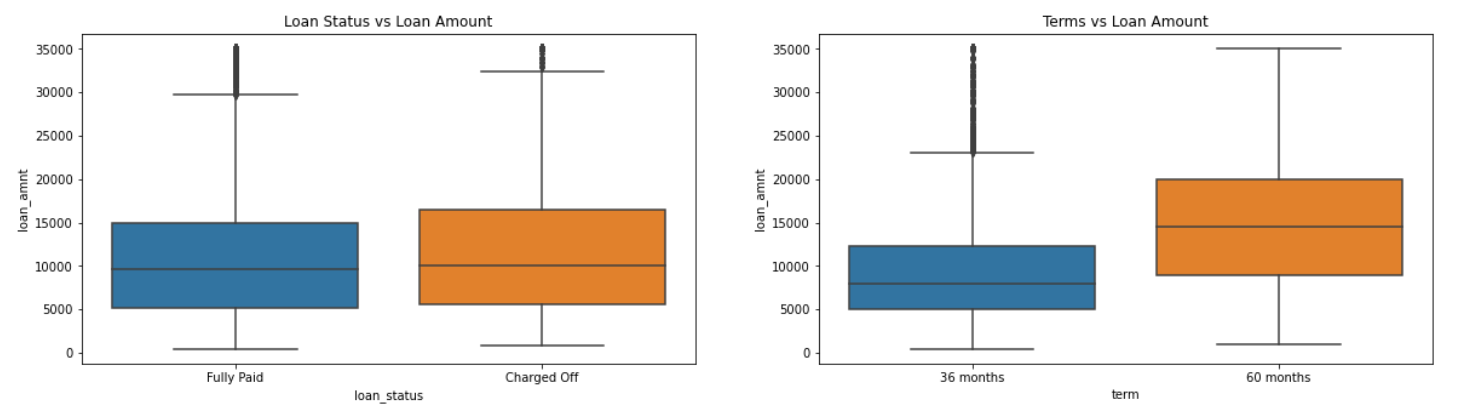 Loan Status vs Loan Amount
35000
30000
25000
20000
15000
10000
5000
0
loan_amnt
Fully Paid
Charged Off
loan_status
Terms vs Loan Amount
35000
30000
25000
20000
15000
10000
5000
0
loan_amnt
36 months
60 months
term